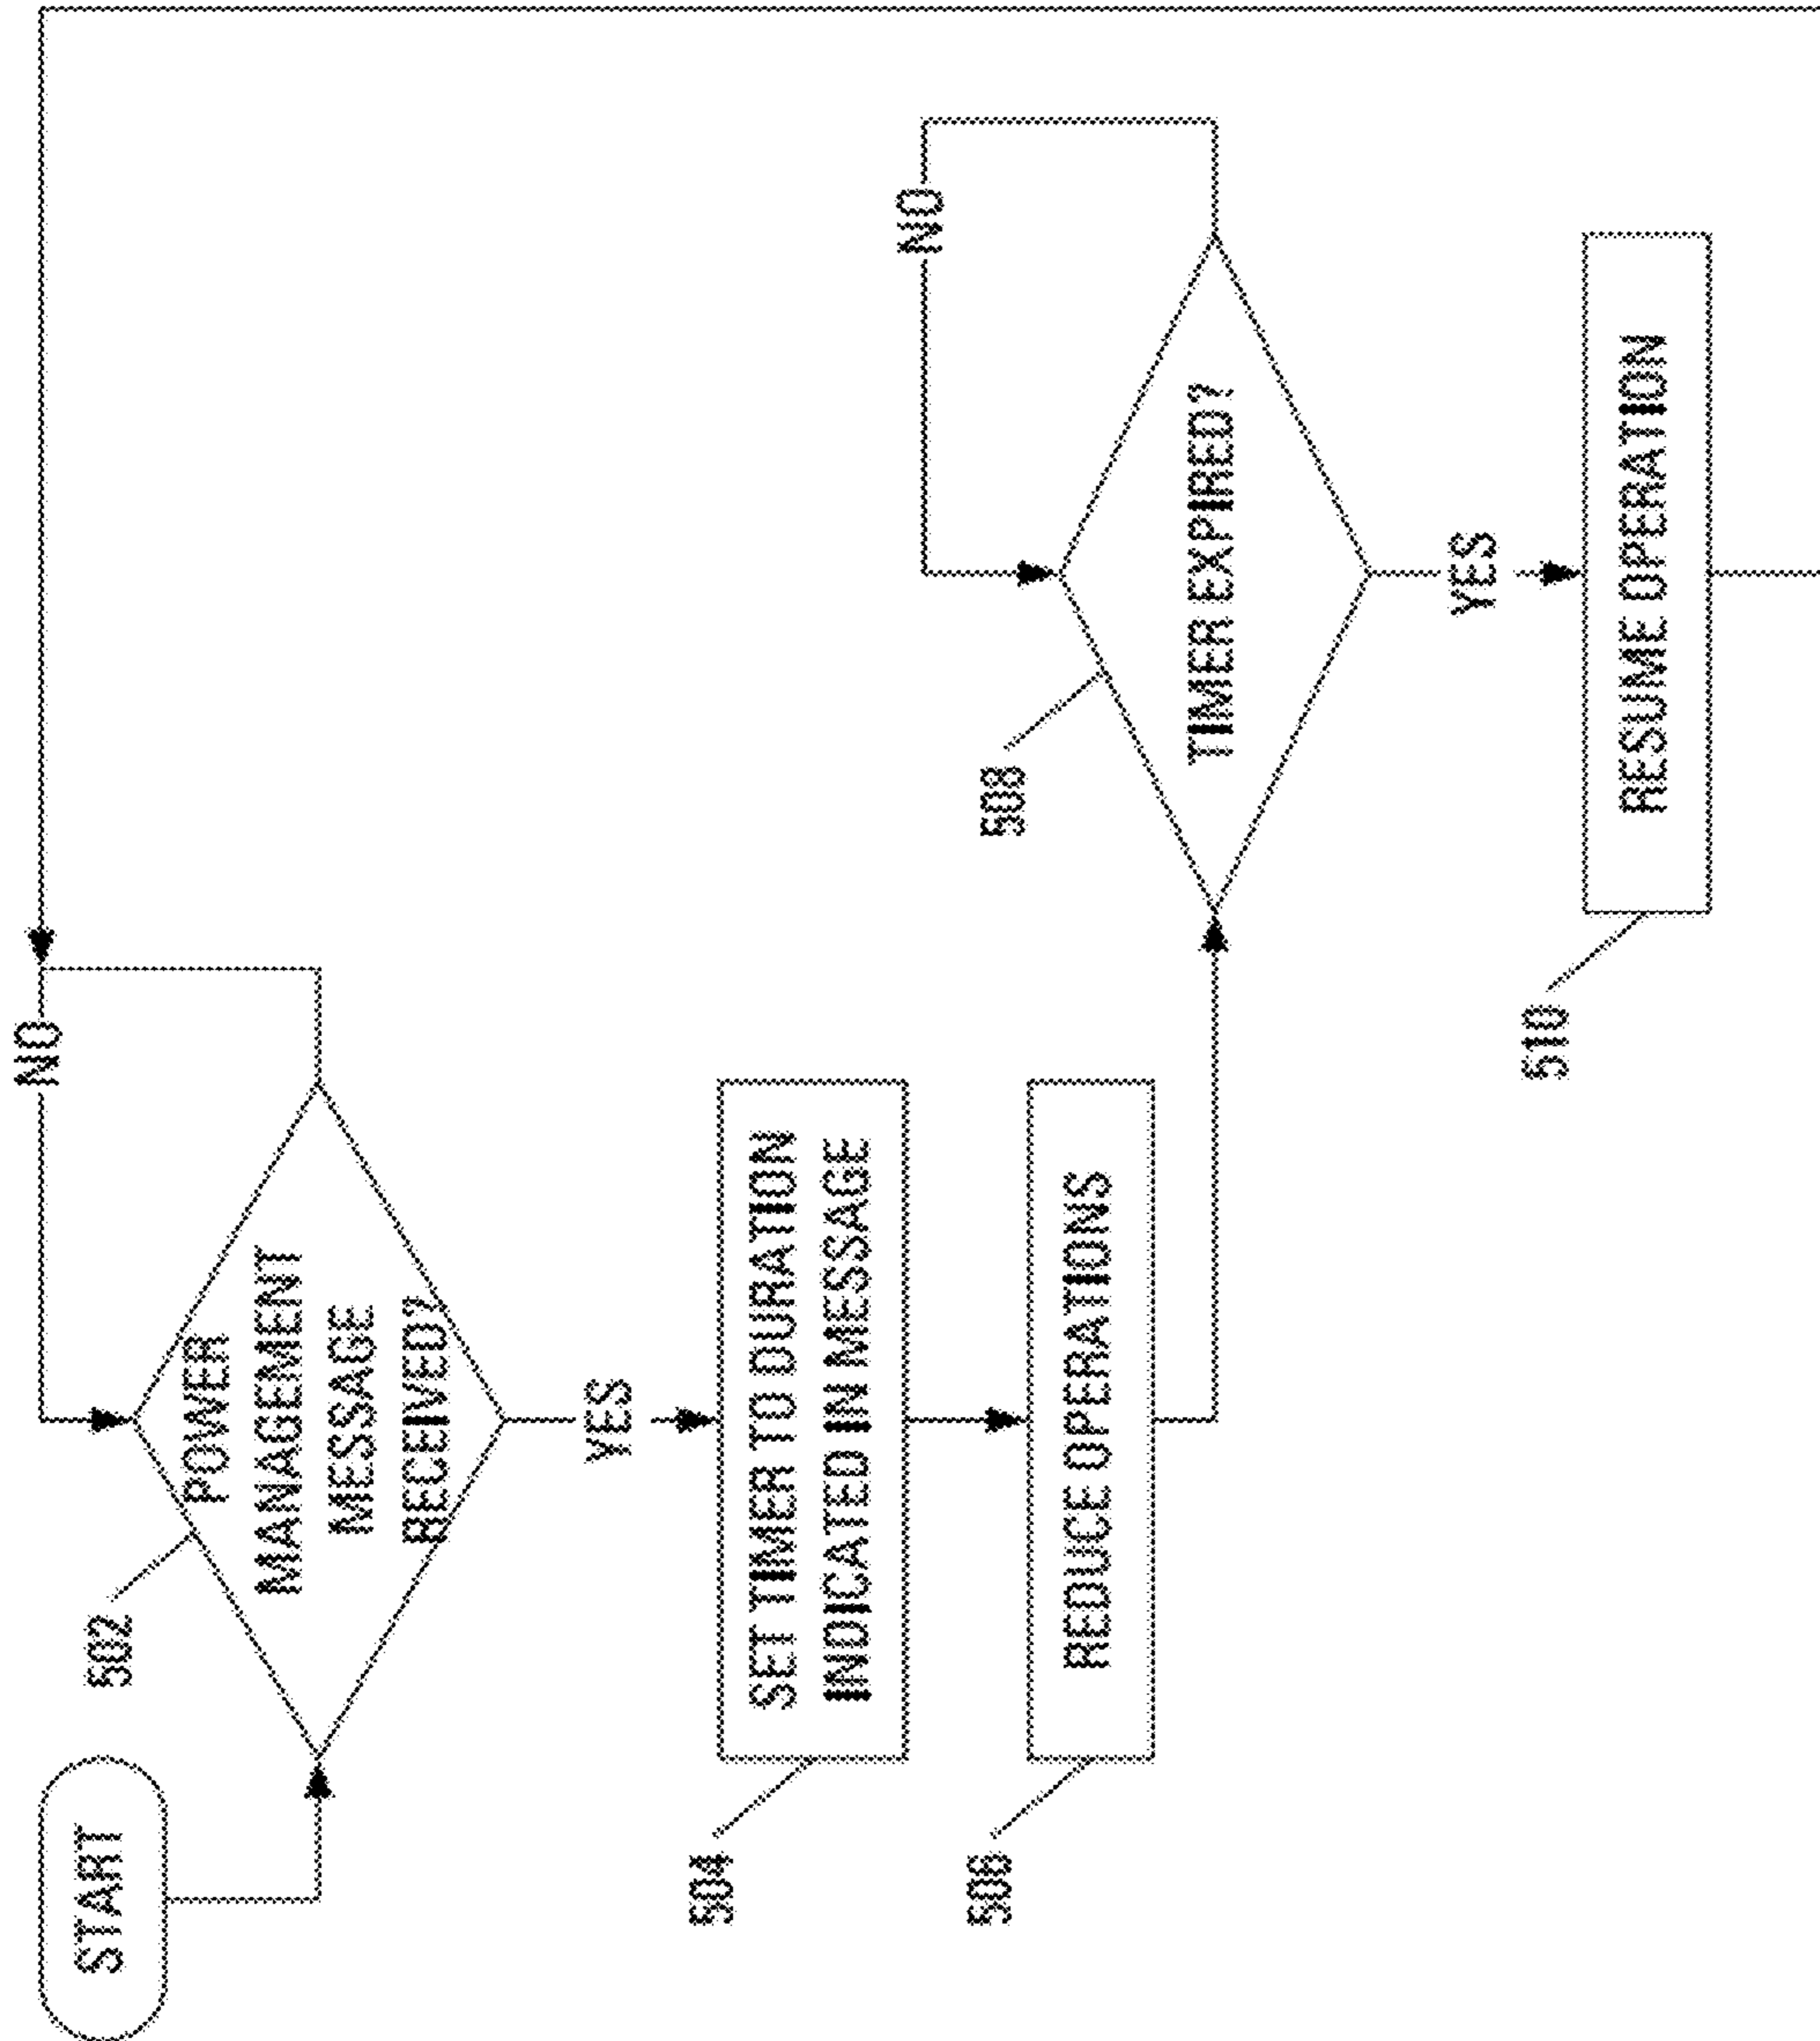 START
502
POWER
MANAGEMENT
MESSAGE
RECEIVED?
NO
YES
504
SET TIMER TO DURATION
INDICATED IN MESSAGE
506
REDUCE OPERATIONS
508
TIMER EXPIRED?
NO
YES
510
RESUME OPERATION